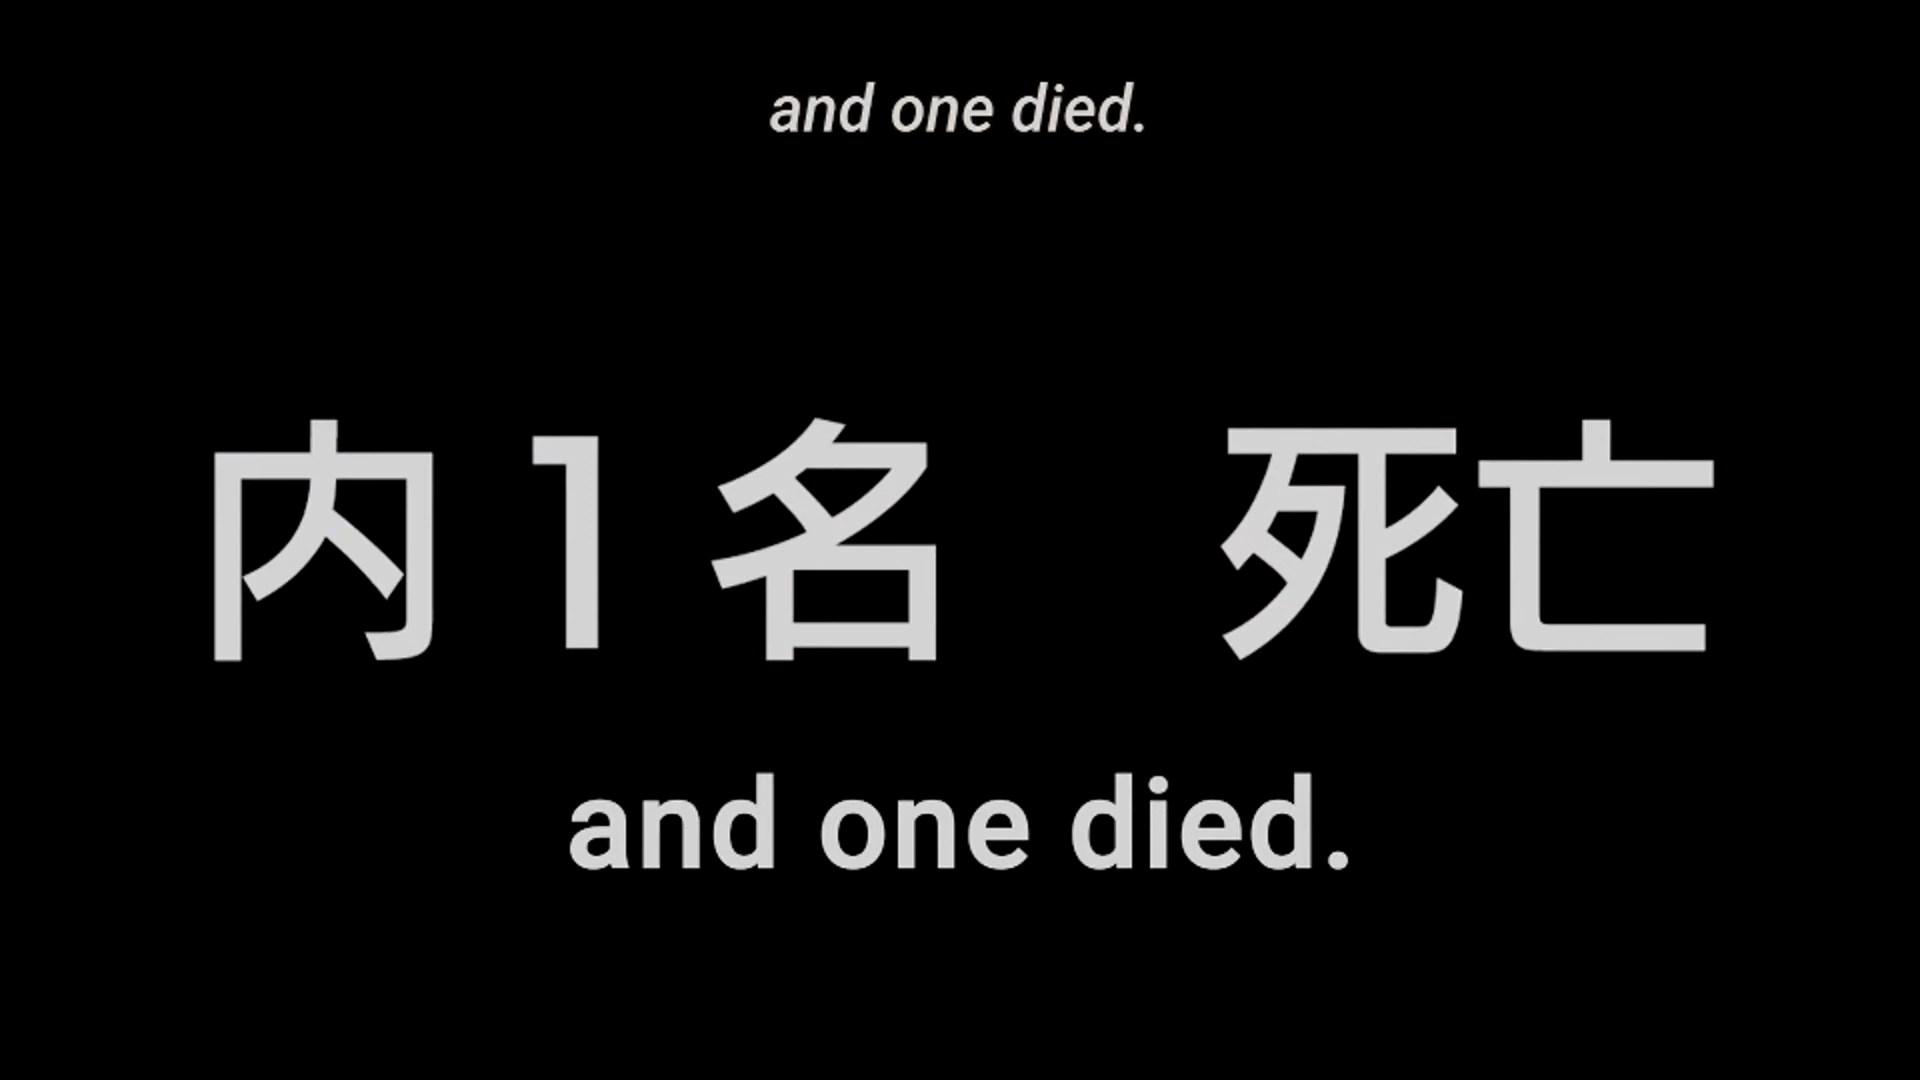 and one died.
内1名　死亡
and one died.